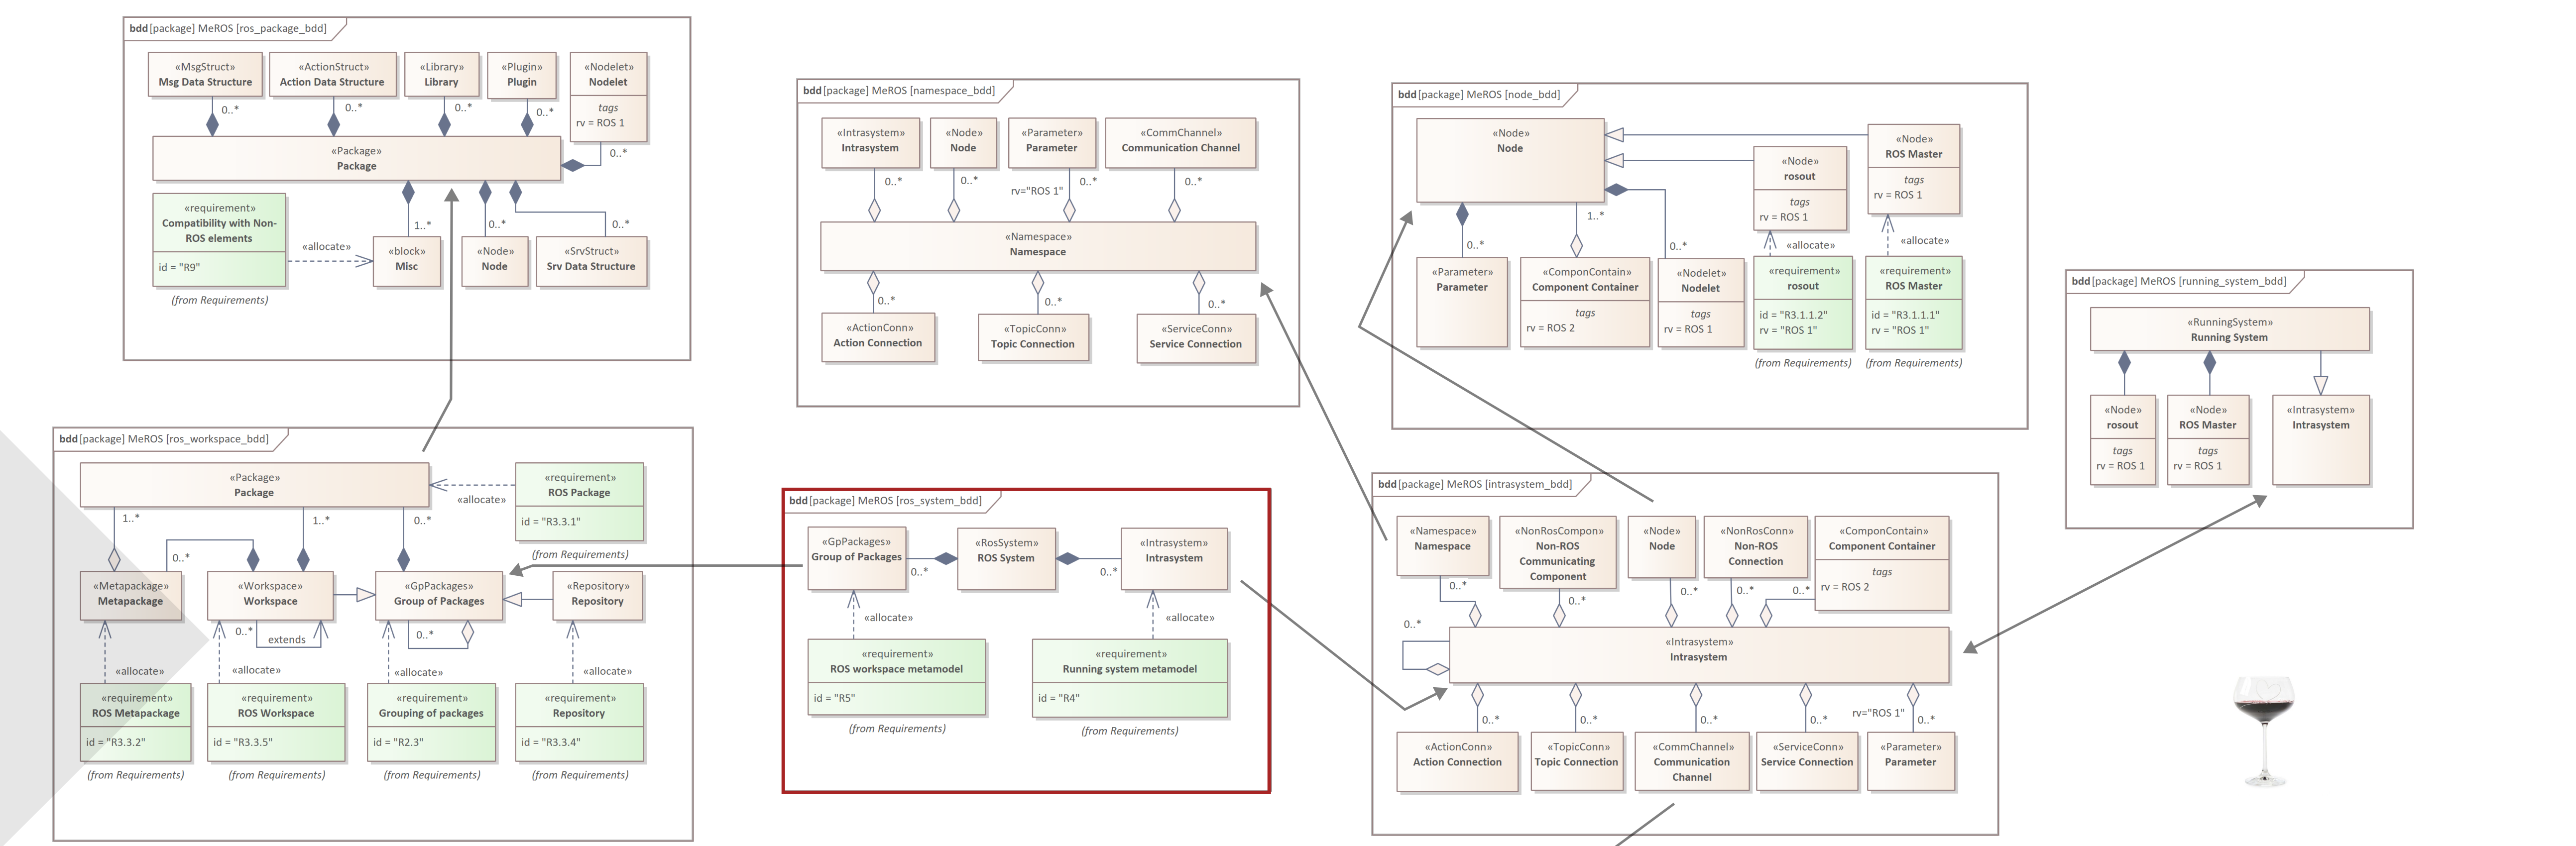 bdd [package] MeROS [ros_package_bdd]
«MsgStruct»
Msg Data Structure
«ActionStruct»
Action Data Structure
«Library»
Library
«Plugin»
Plugin
«Nodelet»
Nodelet
tags
rv = ROS 1
0..*
0..*
0..*
0..*
0..*
«Package»
Package
«requirement»
Compatibility with Non-
ROS elements
id = "R9"
(from Requirements)
«allocate»
1..*
0..*
0..*
«block»
Misc
«Node»
Node
«SrvStruct»
Srv Data Structure
bdd [package] MeROS [namespace_bdd]
«Intrasystem»
Intrasystem
«Node»
Node
«Parameter»
Parameter
«CommChannel»
Communication Channel
0..*
0..*
rv="ROS 1"
0..*
0..*
«Namespace»
Namespace
0..*
0..*
0..*
«ActionConn»
Action Connection
«TopicConn»
Topic Connection
«ServiceConn»
Service Connection
bdd [package] MeROS [node_bdd]
«Node»
Node
«Node»
rosout
tags
rv = ROS 1
«Node»
ROS Master
tags
rv = ROS 1
0..*
1..*
0..*
«allocate»
«allocate»
«Parameter»
Parameter
«ComponContain»
Component Container
tags
rv = ROS 2
«Nodelet»
Nodelet
tags
rv = ROS 1
«requirement»
rosout
id = "R3.1.1.2"
rv = "ROS 1"
(from Requirements)
«requirement»
ROS Master
id = "R3.1.1.1"
rv = "ROS 1"
(from Requirements)
bdd [package] MeROS [running_system_bdd]
«RunningSystem»
Running System
«Node»
rosout
tags
rv = ROS 1
«Node»
ROS Master
tags
rv = ROS 1
«Intrasystem»
Intrasystem
bdd [package] MeROS [ros_workspace_bdd]
«Package»
Package
«allocate»
«requirement»
ROS Package
id = "R3.3.1"
(from Requirements)
1..*
0..*
1..*
0..*
«Metapackage»
Metapackage
«Workspace»
Workspace
«GpPackages»
Group of Packages
«Repository»
Repository
0..*
extends
0..*
«allocate»
«allocate»
«allocate»
«allocate»
«requirement»
ROS Metapackage
id = "R3.3.2"
(from Requirements)
«requirement»
ROS Workspace
id = "R3.3.5"
(from Requirements)
«requirement»
Grouping of packages
id = "R2.3"
(from Requirements)
«requirement»
Repository
id = "R3.3.4"
(from Requirements)
bdd [package] MeROS [ros_system_bdd]
«GpPackages»
Group of Packages
0..*
«RosSystem»
ROS System
0..*
«Intrasystem»
Intrasystem
«allocate»
«allocate»
«requirement»
ROS workspace metamodel
id = "R5"
(from Requirements)
«requirement»
Running system metamodel
id = "R4"
(from Requirements)
bdd [package] MeROS [intrasystem_bdd]
«Namespace»
Namespace
«NonRosCompon»
Non-ROS
Communicating
Component
«Node»
Node
«NonRosConn»
Non-ROS
Connection
«ComponContain»
Component Container
tags
rv = ROS 2
0..*
0..*
0..*
0..*
0..*
0..*
«Intrasystem»
Intrasystem
0..*
0..*
0..*
0..*
rv="ROS 1"
0..*
«ActionConn»
Action Connection
«TopicConn»
Topic Connection
«CommChannel»
Communication
Channel
«ServiceConn»
Service Connection
«Parameter»
Parameter